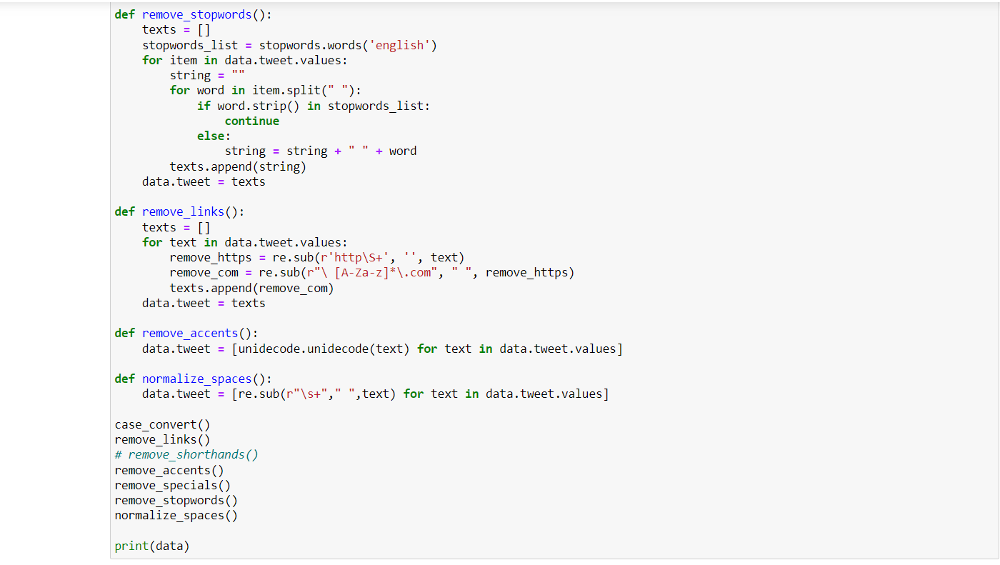 def remove_stopwords():
    texts = []
    stopwords_list = stopwords.words('english')
    for item in data.tweet.values:
        string = ""
        for word in item.split(" "):
            if word.strip() in stopwords_list:
                continue
            else:
                string = string + " " + word
        texts.append(string)
    data.tweet = texts

def remove_links():
    texts = []
    for text in data.tweet.values:
        remove_https = re.sub(r'http\S+', '', text)
        remove_com = re.sub(r"\ [A-Za-z]*\.com", " ", remove_https)
        texts.append(remove_com)
    data.tweet = texts

def remove_accents():
    data.tweet = [unidecode.unidecode(text) for text in data.tweet.values]

def normalize_spaces():
    data.tweet = [re.sub(r"\s+"," ",text) for text in data.tweet.values]

case_convert()
remove_links()
# remove_shorthands()
remove_accents()
remove_specials()
remove_stopwords()
normalize_spaces()

print(data)